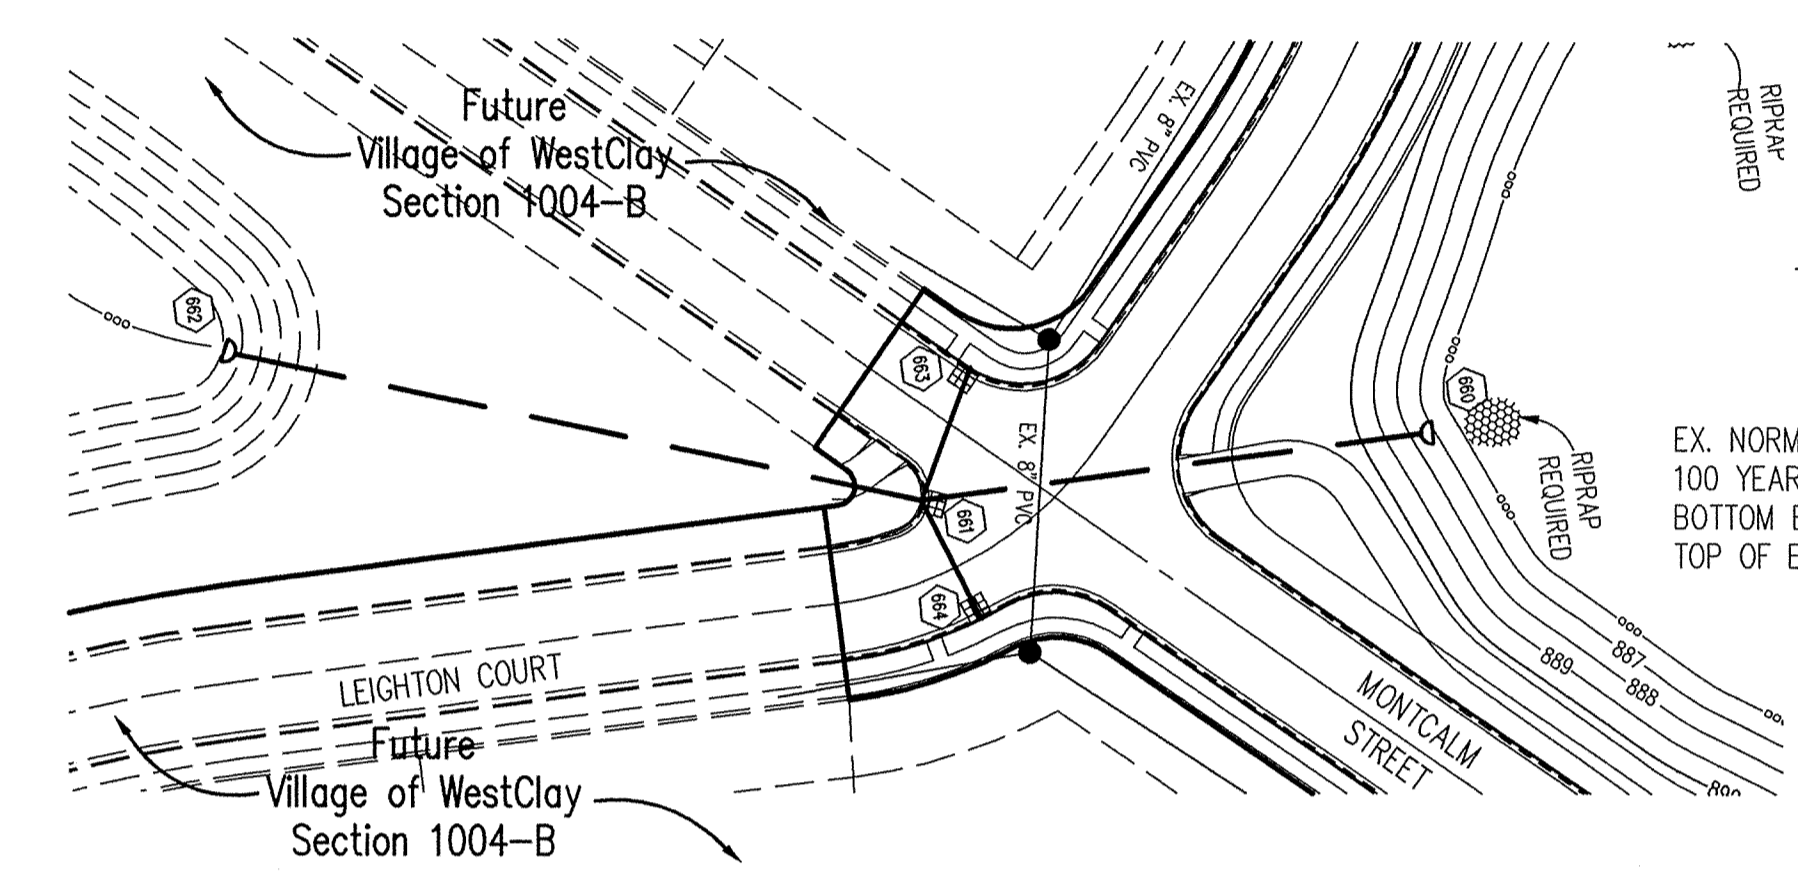 Future
Village of WestClay
Section 1004-B
EX. 8" PVC
RIPRAP
REQUIRED
662
663
660
EX. 8" PVC
661
RIPRAP
REQUIRED
EX. NORM
100 YEAR
BOTTOM E
TOP OF E
664
LEIGHTON COURT
889
887
888
890
MONTCALM
STREET
Future
Village of WestClay
Section 1004-B